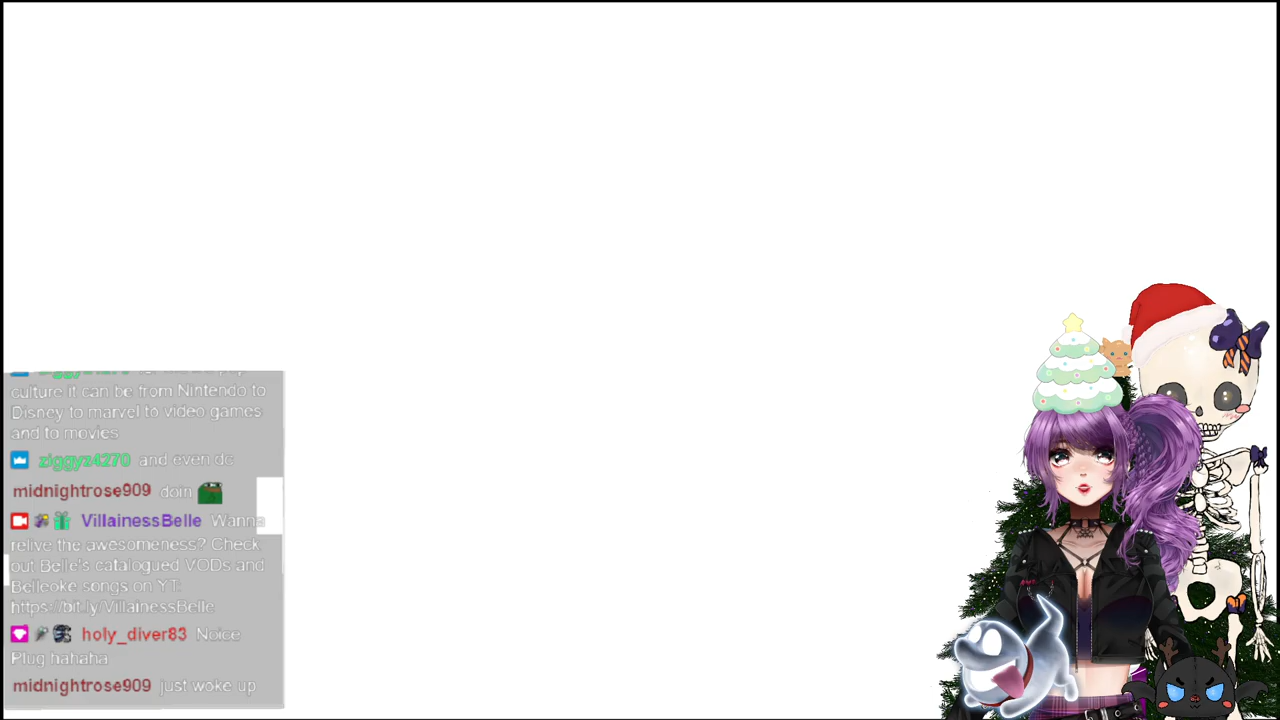 culture it can be from Nintendo to
Disney to marvel to video games
and to movies
ziggyz4270 and even dc
midnightrose909 doin
VillainessBelle Wanna
relive the awesomeness? Check
out Belle's catalogued VODs and
Belleoke songs on YT:
https://bit.ly/VillainessBelle
holy_diver83 Noice
Plug hahaha
midnightrose909 just woke up